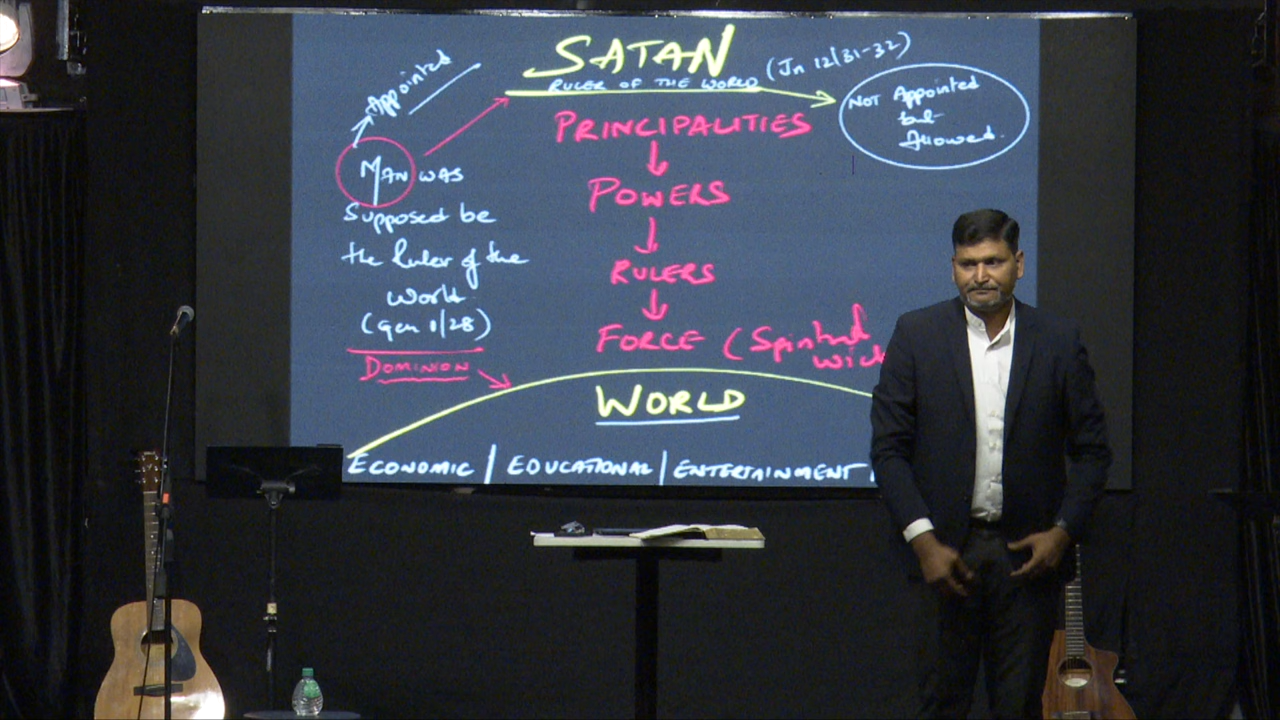 SATAN
RULER OF THE WORLD
(Jn 12/31-32)
Appointed
NOT Appointed
but
Allowed.
PRINCIPALITIES
MAN WAS
Supposed be
the Ruler of the
World
(Gen 1/28)
DOMINION
POWERS
RULERS
FORCE (Spiritual
wick
WORLD
ECONOMIC | EDUCATIONAL | ENTERTAINMENT